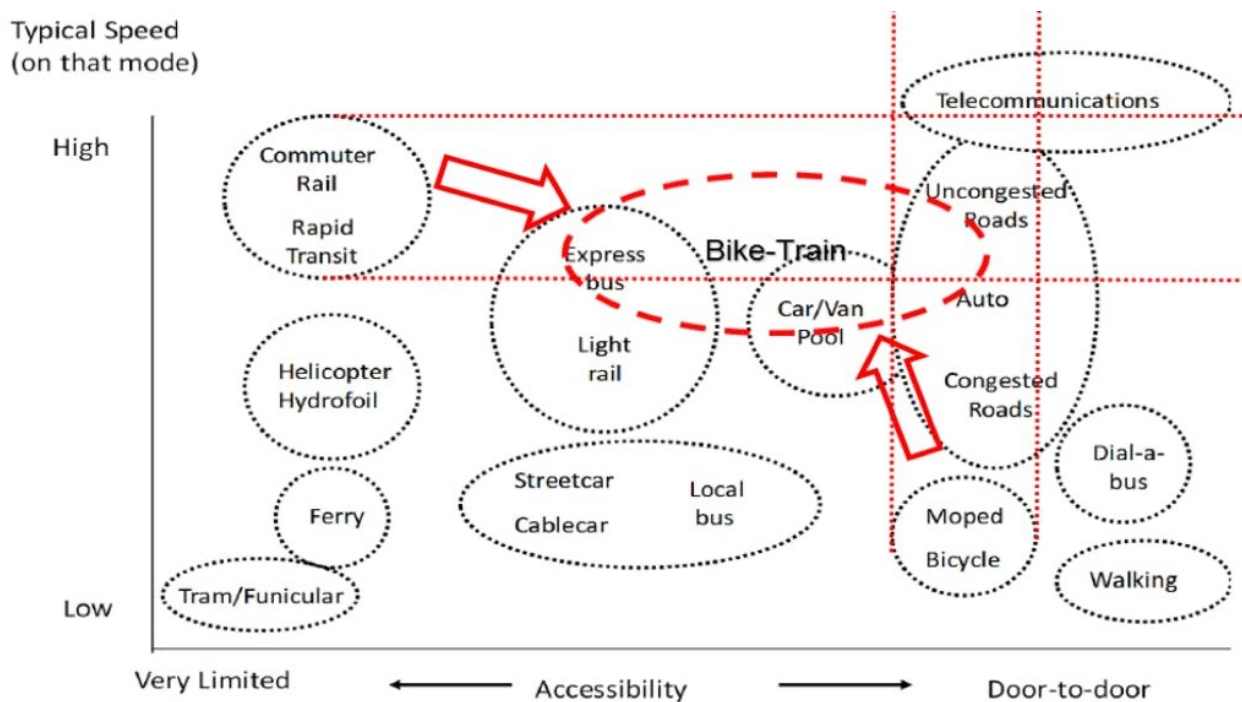 Typical Speed
(on that mode)
High
Low
Telecommunications
Commuter
Rail
Rapid
Transit
Uncongested
Roads
Bike-Train
Express
bus
Auto
Car/Van
Pool
Light
rail
Helicopter
Hydrofoil
Congested
Roads
Dial-a-
bus
Streetcar
Cablecar
Local
bus
Ferry
Moped
Bicycle
Tram/Funicular
Walking
Very Limited
Accessibility
Door-to-door